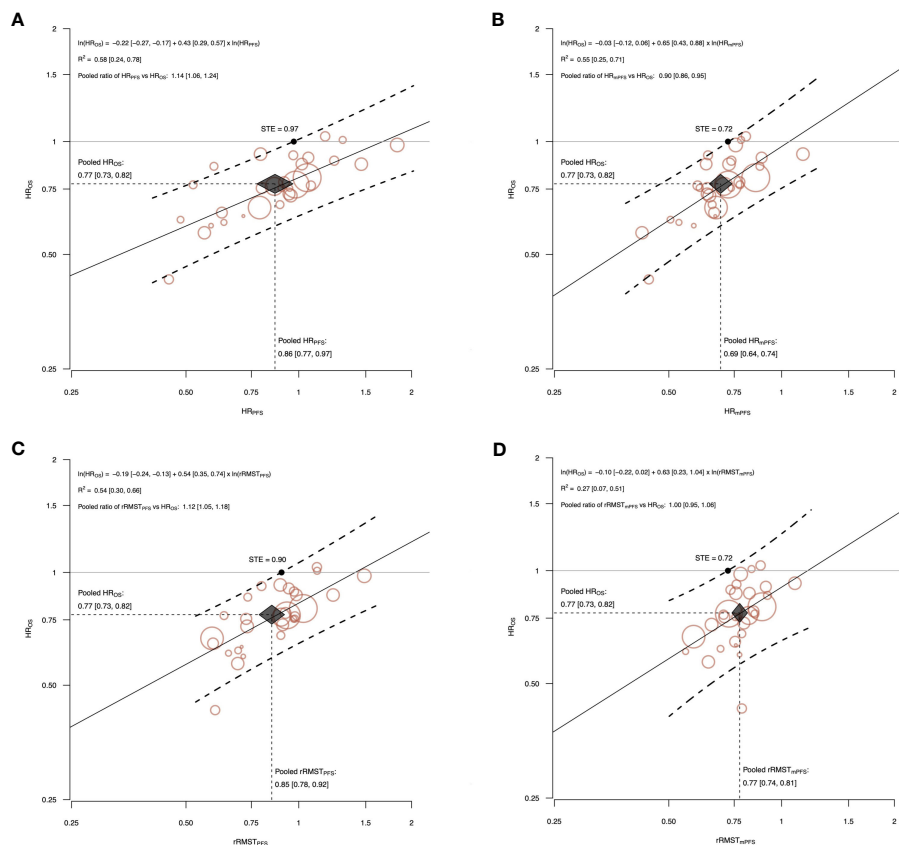 A
2
1.5
1
0.75
0.50
0.25
HR_OS
ln(HR_OS) = −0.22 [−0.27, −0.17] + 0.43 [0.29, 0.57] x ln(HR_PFS)
R² = 0.58 [0.24, 0.78]
Pooled ratio of HR_PFS vs HR_OS: 1.14 [1.06, 1.24]
STE = 0.97
Pooled HR_OS:
0.77 [0.73, 0.82]
Pooled HR_PFS:
0.86 [0.77, 0.97]
0.25 0.50 0.75 1 1.5 2
HR_PFS
B
2
1.5
1
0.75
0.50
0.25
HR_OS
ln(HR_OS) = −0.03 [−0.12, 0.06] + 0.65 [0.43, 0.88] x ln(HR_mPFS)
R² = 0.55 [0.25, 0.71]
Pooled ratio of HR_mPFS vs HR_OS: 0.90 [0.86, 0.95]
STE = 0.72
Pooled HR_OS:
0.77 [0.73, 0.82]
Pooled HR_mPFS:
0.69 [0.64, 0.74]
0.25 0.50 0.75 1 1.5 2
HR_mPFS
C
2
1.5
1
0.75
0.50
0.25
HR_OS
ln(HR_OS) = −0.19 [−0.24, −0.13] + 0.54 [0.35, 0.74] x ln(rRMST_PFS)
R² = 0.54 [0.30, 0.66]
Pooled ratio of rRMST_PFS vs HR_OS: 1.12 [1.05, 1.18]
STE = 0.90
Pooled HR_OS:
0.77 [0.73, 0.82]
Pooled rRMST_PFS:
0.85 [0.78, 0.92]
0.25 0.50 0.75 1 1.5 2
rRMST_PFS
D
2
1.5
1
0.75
0.50
0.25
HR_OS
ln(HR_OS) = −0.10 [−0.22, 0.02] + 0.63 [0.23, 1.04] x ln(rRMST_mPFS)
R² = 0.27 [0.07, 0.51]
Pooled ratio of rRMST_mPFS vs HR_OS: 1.00 [0.95, 1.06]
STE = 0.72
Pooled HR_OS:
0.77 [0.73, 0.82]
Pooled rRMST_mPFS:
0.77 [0.74, 0.81]
0.25 0.50 0.75 1 1.5 2
rRMST_mPFS